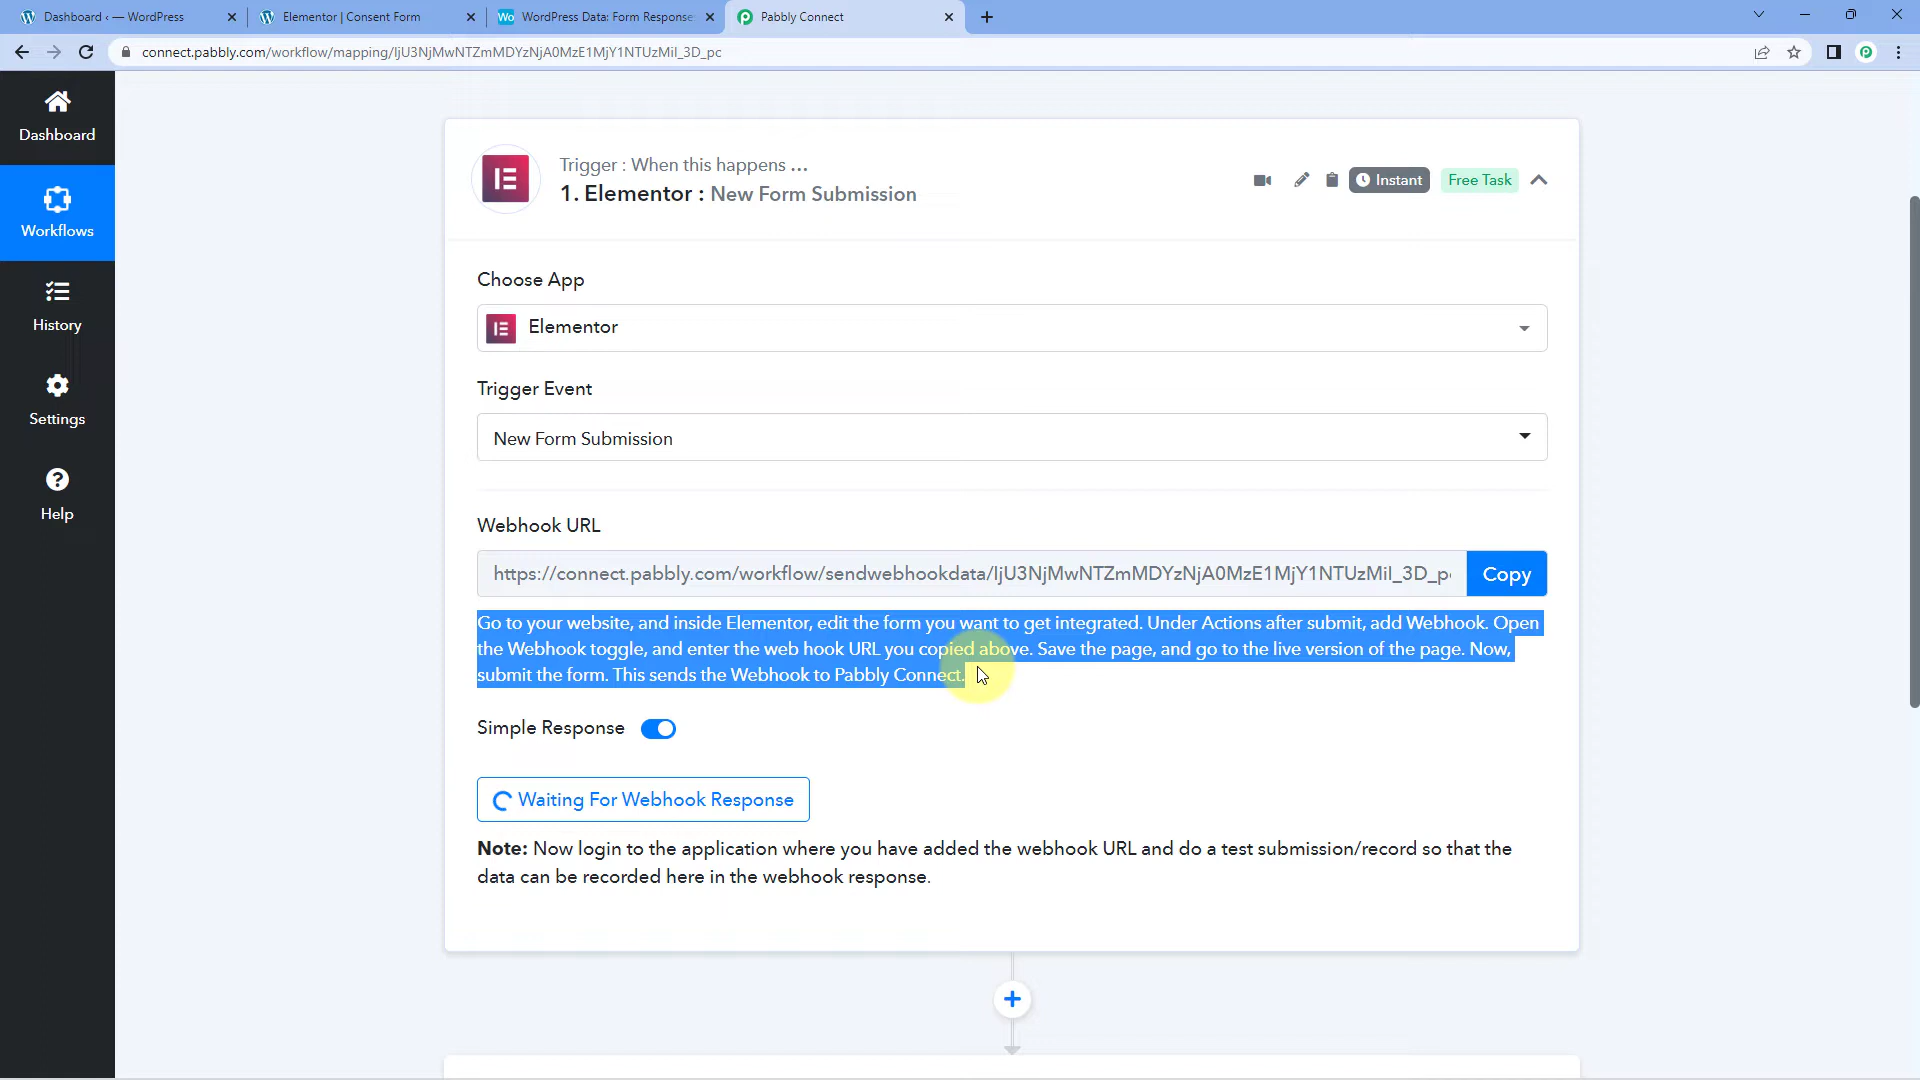 Dashboard ‹ — WordPress
Elementor | Consent Form
Wo WordPress Data: Form Response
Pabbly Connect
connect.pabbly.com/workflow/mapping/IjU3NjMwNTZmMDYzNjA0MzE1MjY1NTUzMiI_3D_pc
Dashboard
Workflows
History
Settings
Help
Trigger : When this happens ...
1. Elementor : New Form Submission
Instant
Free Task
Choose App
Elementor
Trigger Event
New Form Submission
Webhook URL
https://connect.pabbly.com/workflow/sendwebhookdata/IjU3NjMwNTZmMDYzNjA0MzE1MjY1NTUzMiI_3D_p
Copy
Go to your website, and inside Elementor, edit the form you want to get integrated. Under Actions after submit, add Webhook. Open
the Webhook toggle, and enter the web hook URL you copied above. Save the page, and go to the live version of the page. Now,
submit the form. This sends the Webhook to Pabbly Connect.
Simple Response
Waiting For Webhook Response
Note: Now login to the application where you have added the webhook URL and do a test submission/record so that the
data can be recorded here in the webhook response.